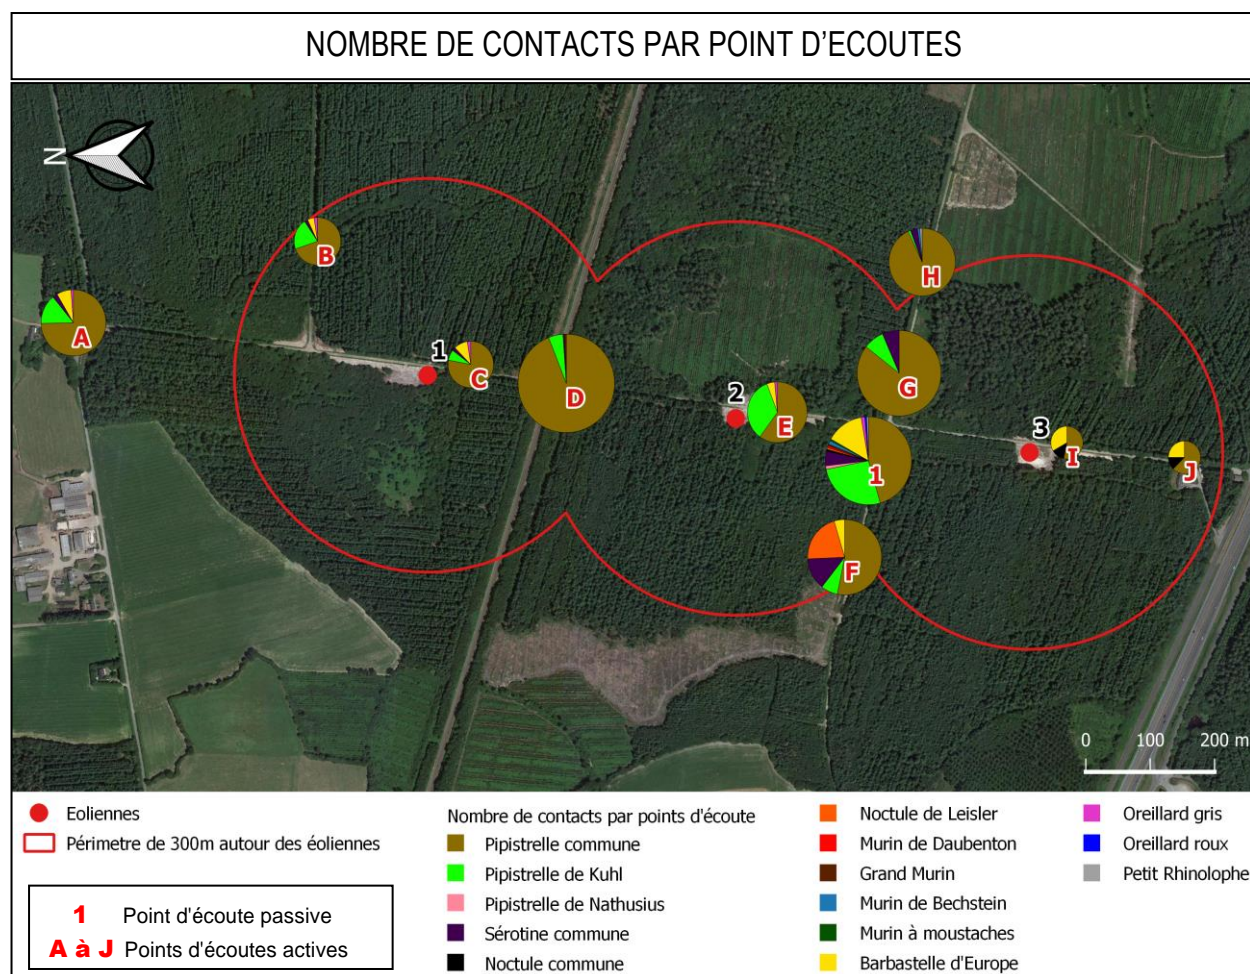 NOMBRE DE CONTACTS PAR POINT D'ECOUTES
N
B
A
H
1
C
D
G
2
E
3
I
J
1
F
0 100 200 m
Eoliennes
Périmetre de 300m autour des éoliennes
1 Point d'écoute passive
A à J Points d'écoutes actives
Nombre de contacts par points d'écoute
Pipistrelle commune
Pipistrelle de Kuhl
Pipistrelle de Nathusius
Sérotine commune
Noctule commune
Noctule de Leisler
Murin de Daubenton
Grand Murin
Murin de Bechstein
Murin à moustaches
Barbastelle d'Europe
Oreillard gris
Oreillard roux
Petit Rhinolophe